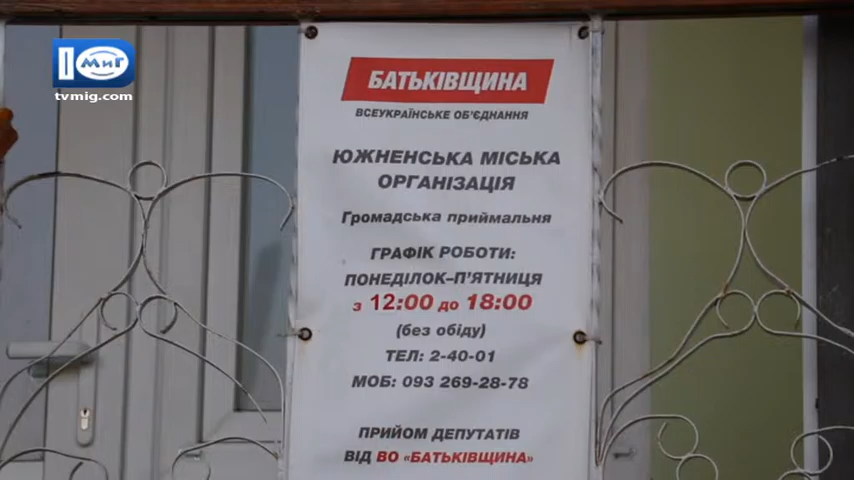 Ю МиГ
tvmig.com
БАТЬКІВЩИНА
ВСЕУКРАЇНСЬКЕ ОБ'ЄДНАННЯ
ЮЖНЕНСЬКА МІСЬКА
ОРГАНІЗАЦІЯ
Громадська приймальня
ГРАФІК РОБОТИ:
ПОНЕДІЛОК–П'ЯТНИЦЯ
з 12:00 до 18:00
(без обіду)
ТЕЛ: 2-40-01
МОБ: 093 269-28-78
ПРИЙОМ ДЕПУТАТІВ
ВІД ВО «БАТЬКІВЩИНА»